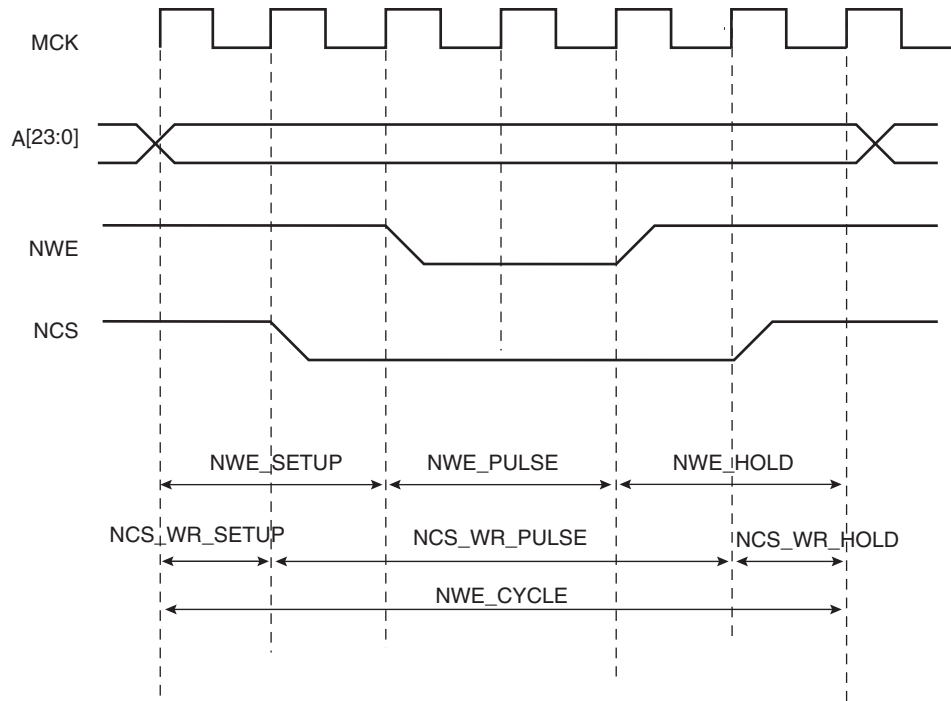 MCK
A[23:0]
NWE
NCS
NWE_SETUP NWE_PULSE NWE_HOLD
NCS_WR_SETUP NCS_WR_PULSE NCS_WR_HOLD
NWE_CYCLE